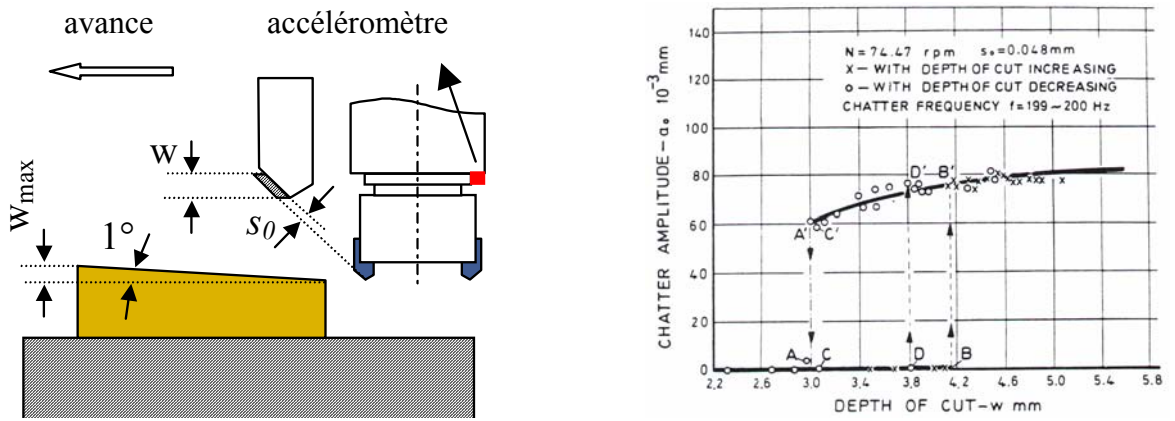 avance
accéléromètre
w
w max
1°
s0
140
120
100
80
60
40
20
0
CHATTER AMPLITUDE-a₀ 10⁻³mm
N=74.47 rpm s₀=0.048mm
x-WITH DEPTH OF CUT INCREASING
o-WITH DEPTH OF CUT DECREASING
CHATTER FREQUENCY f=199~200 Hz
D' B'
A' C'
A C D B
2.2 2.6 3.0 3.4 3.8 4.2 4.6 5.0 5.4 5.8
DEPTH OF CUT-w mm